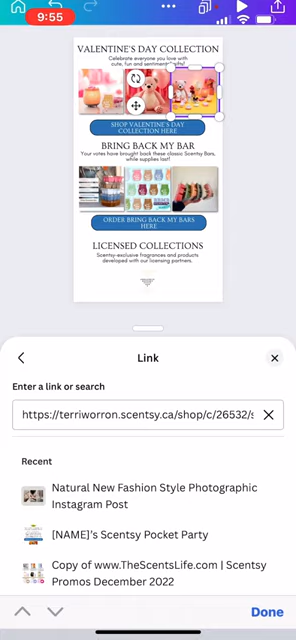 9:55
VALENTINE'S DAY COLLECTION
Celebrate everyone you love with
cute, fun and sentimental gifts!
SHOP VALENTINE'S DAY
COLLECTION HERE
BRING BACK MY BAR
Your votes have brought back these classic Scentsy Bars,
while supplies last!
ORDER BRING BACK MY BARS
HERE
LICENSED COLLECTIONS
Scentsy-exclusive fragrances and products
developed with our licensing partners.
Link
Enter a link or search
https://terriworron.scentsy.ca/shop/c/26532/s
Recent
Natural New Fashion Style Photographic
Instagram Post
[NAME]'s Scentsy Pocket Party
Copy of www.TheScentsLife.com | Scentsy
Promos December 2022
Done